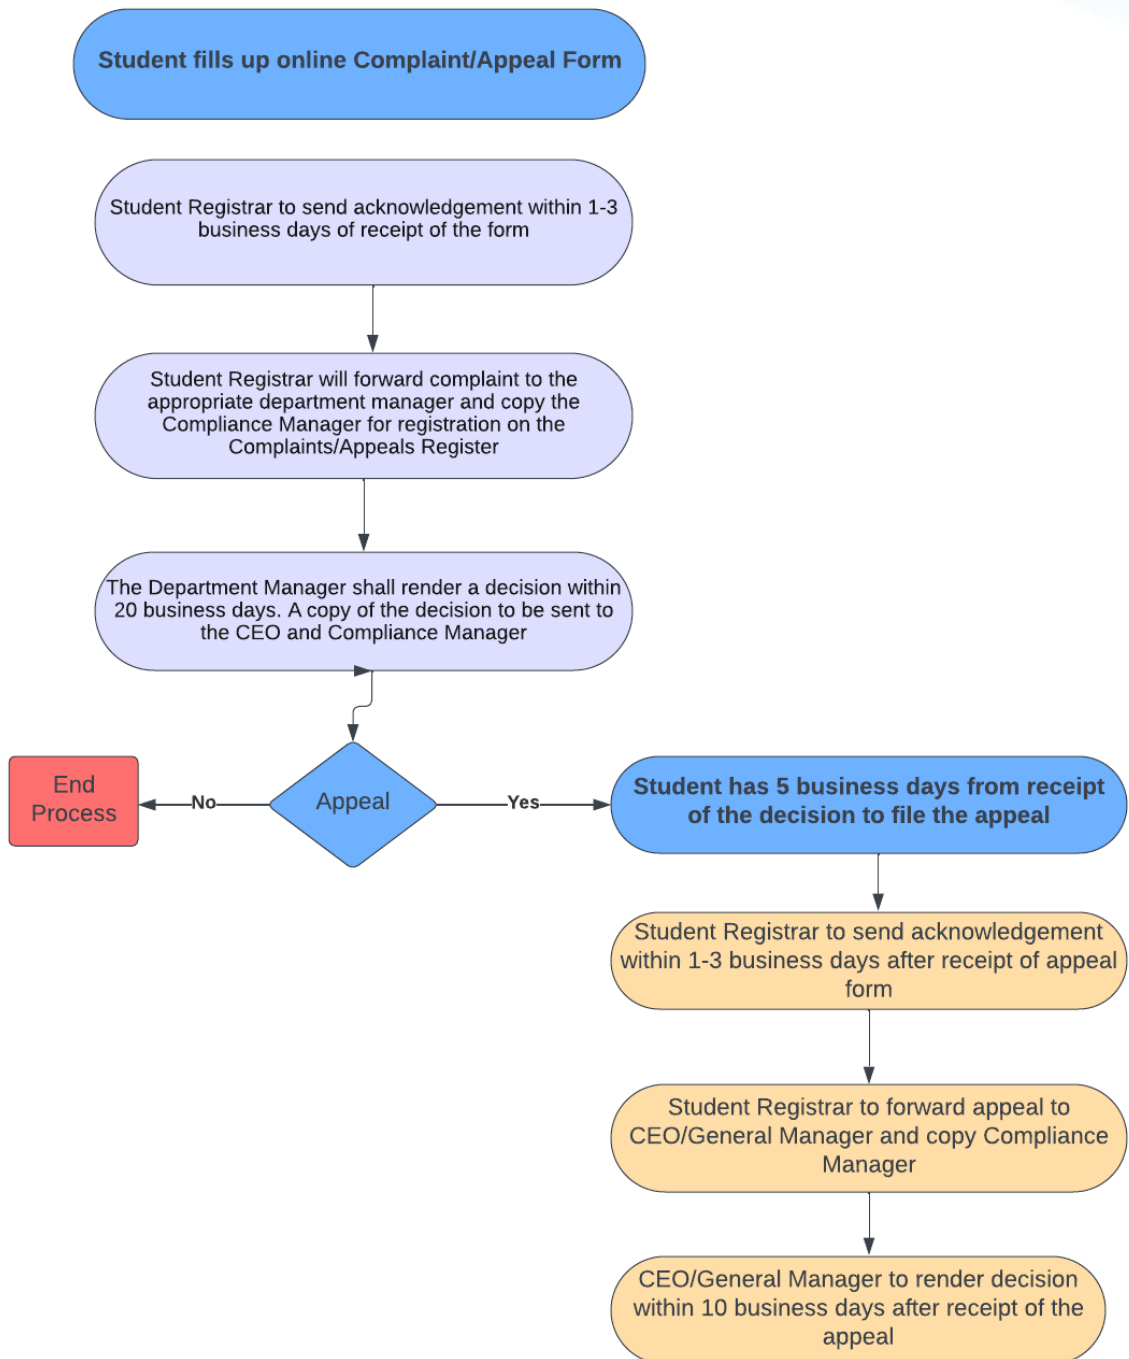 Student fills up online Complaint/Appeal Form
Student Registrar to send acknowledgement within 1-3
business days of receipt of the form
Student Registrar will forward complaint to the
appropriate department manager and copy the
Compliance Manager for registration on the
Complaints/Appeals Register
The Department Manager shall render a decision within
20 business days. A copy of the decision to be sent to
the CEO and Compliance Manager
End
Process
No
Appeal
Yes
Student has 5 business days from receipt
of the decision to file the appeal
Student Registrar to send acknowledgement
within 1-3 business days after receipt of appeal
form
Student Registrar to forward appeal to
CEO/General Manager and copy Compliance
Manager
CEO/General Manager to render decision
within 10 business days after receipt of the
appeal